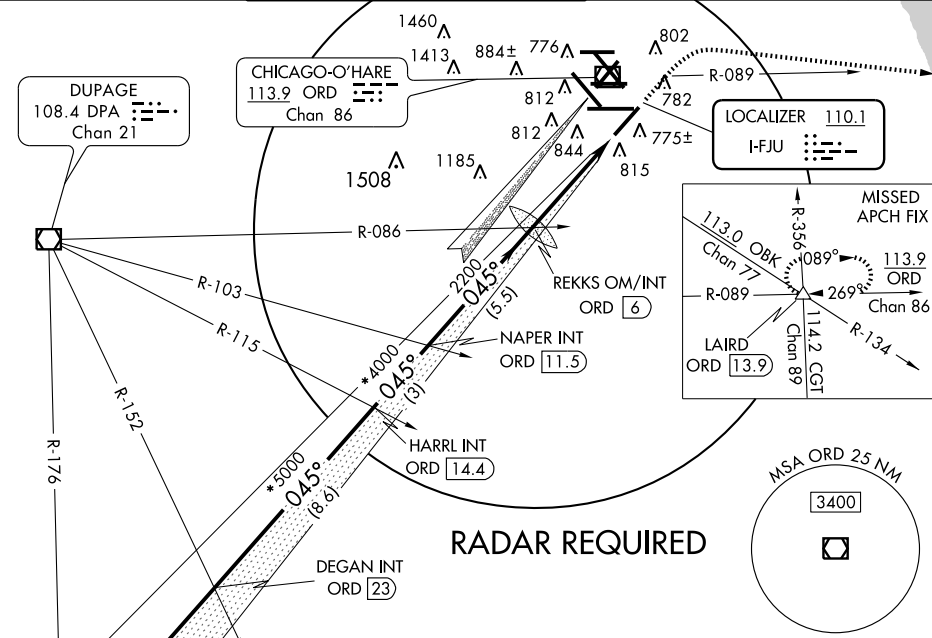 1460
1413
884±
776
802
CHICAGO-O'HARE
113.9 ORD
Chan 86
R-089
DUPAGE
108.4 DPA
Chan 21
812
782
LOCALIZER 110.1
I-FJU
812
844
775±
815
1508
1185
MISSED
APCH FIX
R-356
113.0 OBK
Chan 77
089°
113.9
ORD
Chan 86
R-089
269°
R-134
LAIRD
ORD 13.9
114.2 CGT
Chan 89
R-086
2200
045°
(5.5)
REKKS OM/INT
ORD 6
R-103
NAPER INT
ORD 11.5
R-115
*4000
045°
(3)
R-152
R-176
HARRL INT
ORD 14.4
*5000
045°
(8.6)
MSA ORD 25 NM
3400
RADAR REQUIRED
DEGAN INT
ORD 23